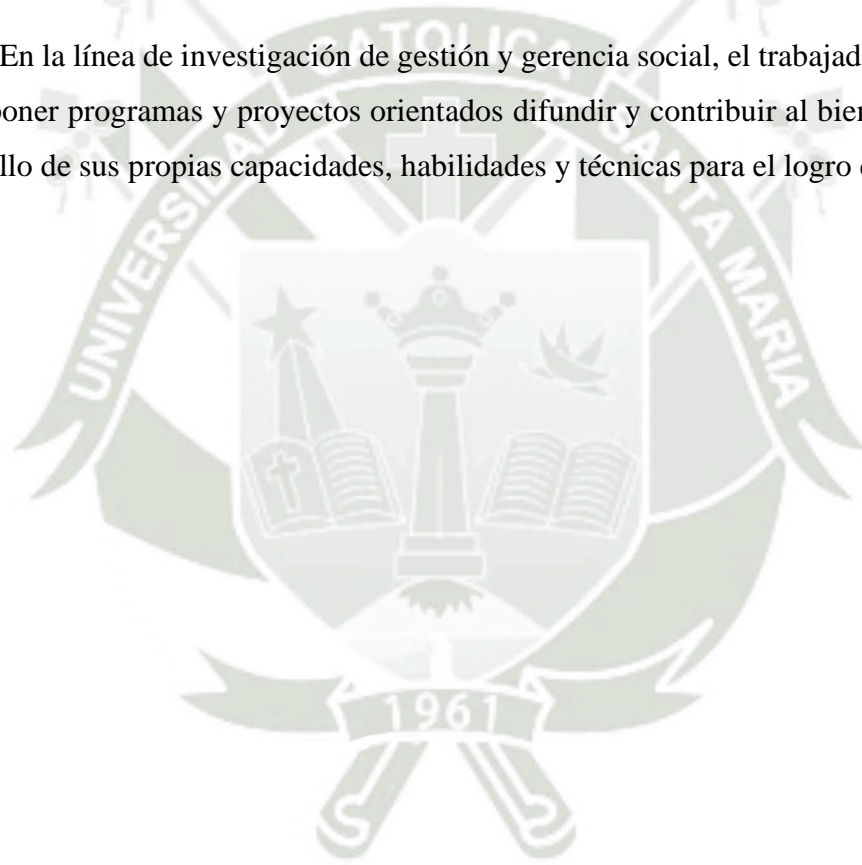 En la línea de investigación de gestión y gerencia social, el trabajad
oner programas y proyectos orientados difundir y contribuir al bien
llo de sus propias capacidades, habilidades y técnicas para el logro
UNIVERSIDAD CATOLICA SANTA MARIA
1961